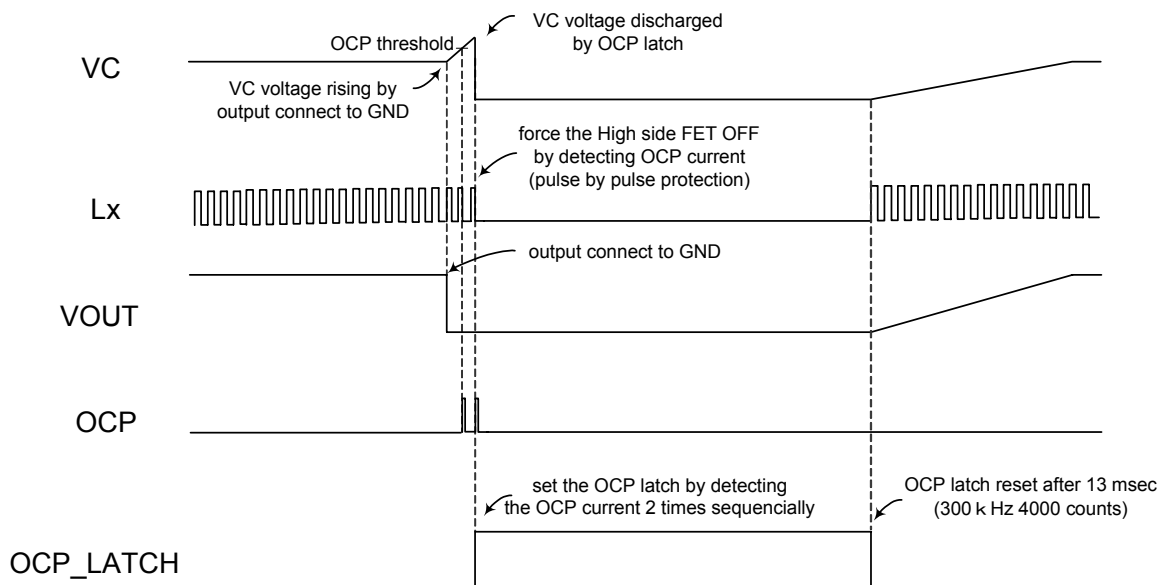 VC voltage discharged
by OCP latch
OCP threshold
VC
VC voltage rising by
output connect to GND
force the High side FET OFF
by detecting OCP current
(pulse by pulse protection)
Lx
output connect to GND
VOUT
OCP
set the OCP latch by detecting
the OCP current 2 times sequencially
OCP latch reset after 13 msec
(300 k Hz 4000 counts)
OCP_LATCH